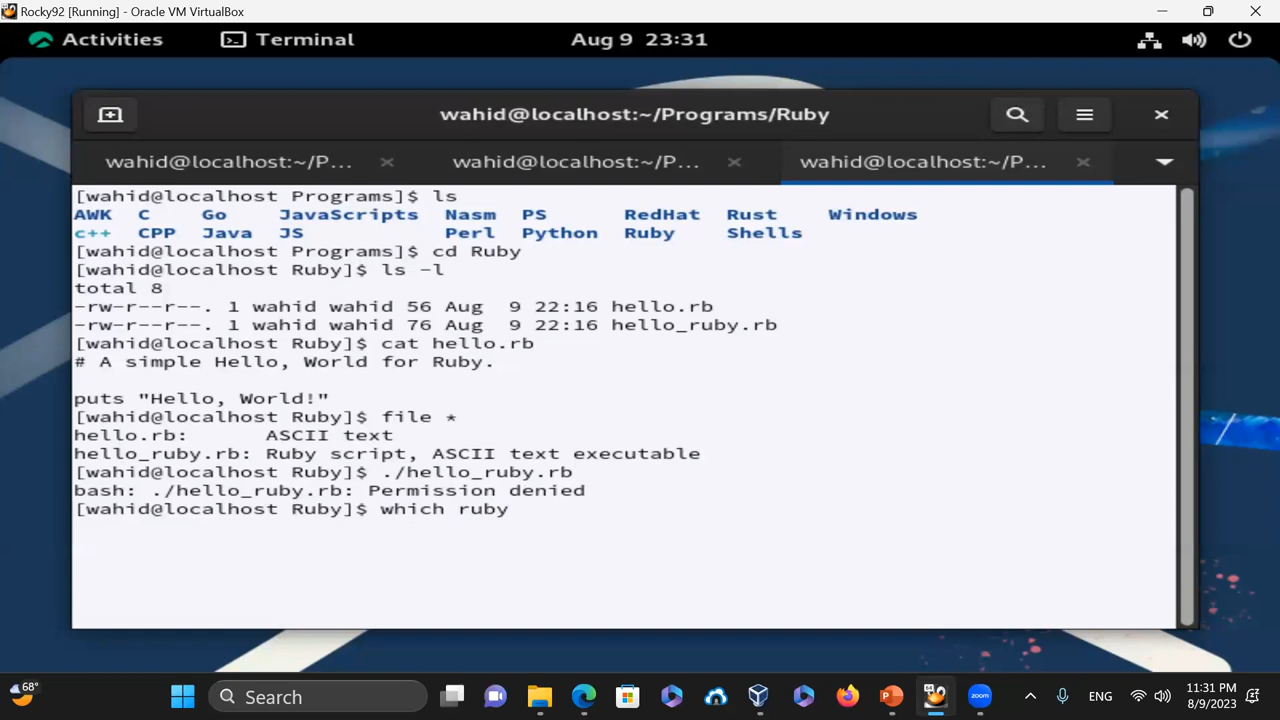 Rocky92 [Running] - Oracle VM VirtualBox
Activities Terminal Aug 9 23:31
wahid@localhost:~/Programs/Ruby
wahid@localhost:~/P... wahid@localhost:~/P... wahid@localhost:~/P...
[wahid@localhost Programs]$ ls
AWK C Go JavaScripts Nasm PS RedHat Rust Windows
c++ CPP Java JS Perl Python Ruby Shells
[wahid@localhost Programs]$ cd Ruby
[wahid@localhost Ruby]$ ls -l
total 8
-rw-r--r--. 1 wahid wahid 56 Aug 9 22:16 hello.rb
-rw-r--r--. 1 wahid wahid 76 Aug 9 22:16 hello_ruby.rb
[wahid@localhost Ruby]$ cat hello.rb
# A simple Hello, World for Ruby.
puts "Hello, World!"
[wahid@localhost Ruby]$ file *
hello.rb: ASCII text
hello_ruby.rb: Ruby script, ASCII text executable
[wahid@localhost Ruby]$ ./hello_ruby.rb
bash: ./hello_ruby.rb: Permission denied
[wahid@localhost Ruby]$ which ruby
68° Search ENG 11:31 PM
8/9/2023